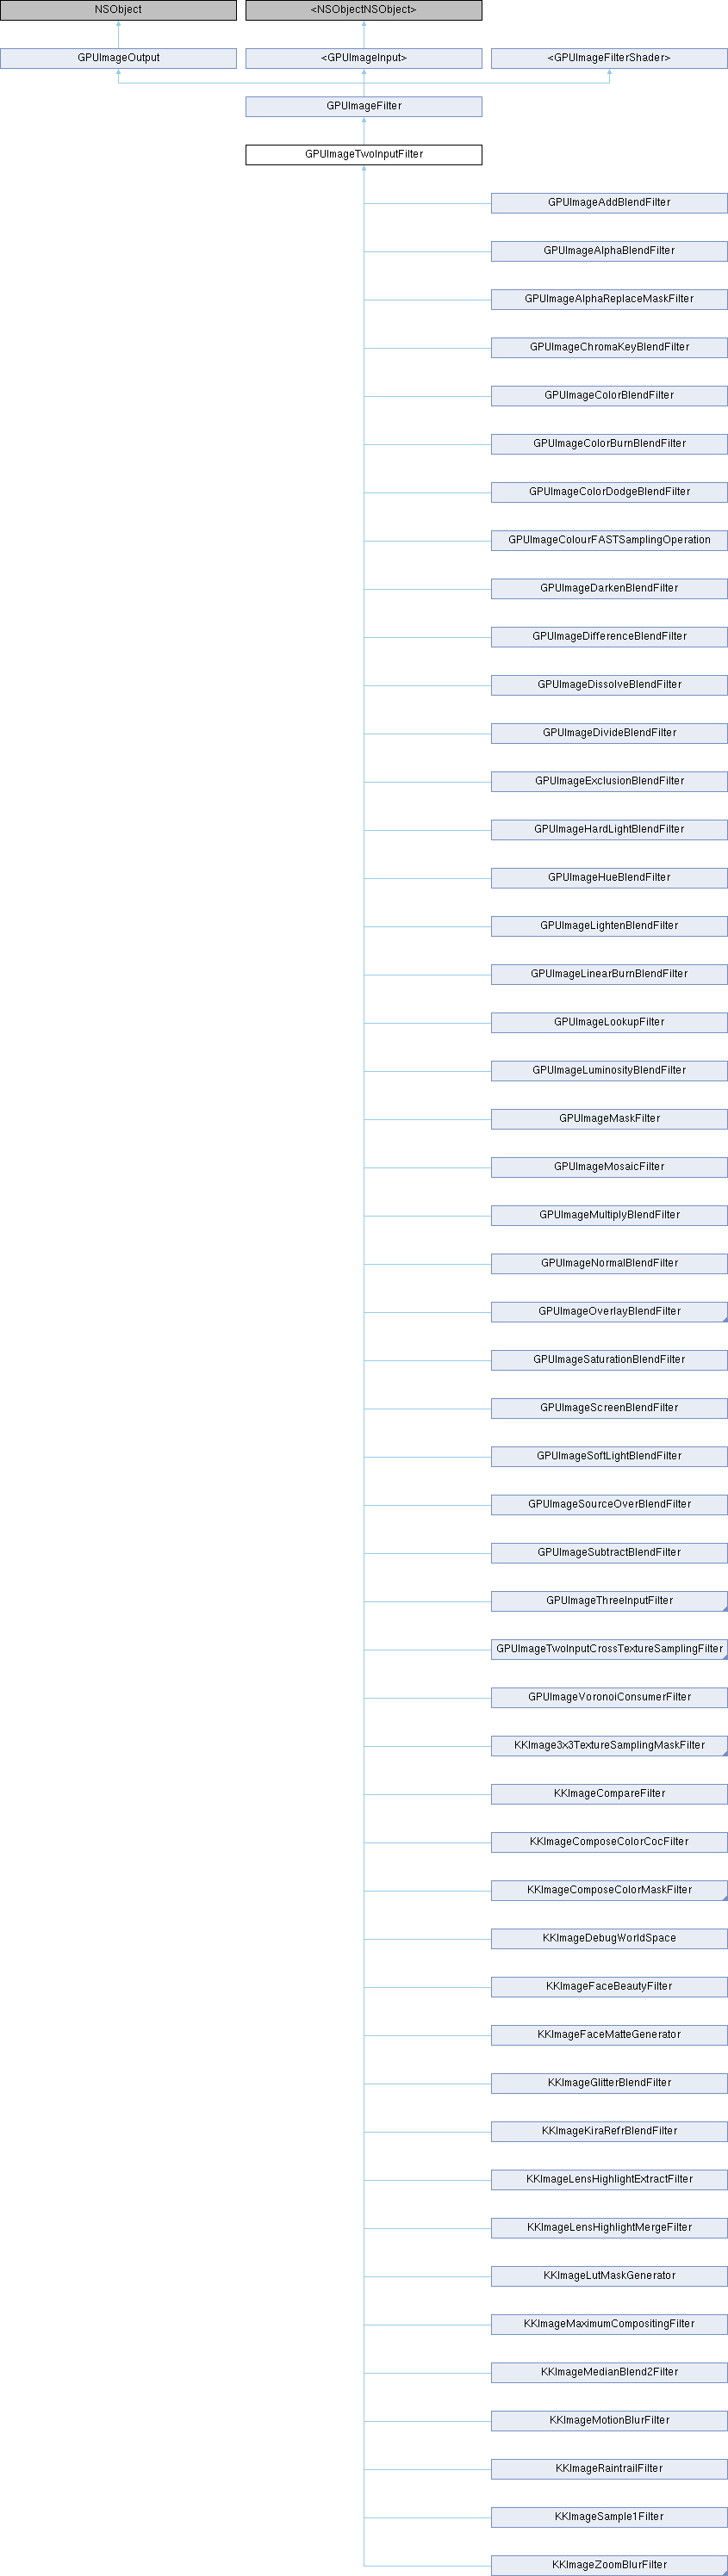 NSObject
<NSObjectNSObject>
GPUImageOutput
<GPUImageInput>
<GPUImageFilterShader>
GPUImageFilter
GPUImageTwoInputFilter
GPUImageAddBlendFilter
GPUImageAlphaBlendFilter
GPUImageAlphaReplaceMaskFilter
GPUImageChromaKeyBlendFilter
GPUImageColorBlendFilter
GPUImageColorBurnBlendFilter
GPUImageColorDodgeBlendFilter
GPUImageColourFASTSamplingOperation
GPUImageDarkenBlendFilter
GPUImageDifferenceBlendFilter
GPUImageDissolveBlendFilter
GPUImageDivideBlendFilter
GPUImageExclusionBlendFilter
GPUImageHardLightBlendFilter
GPUImageHueBlendFilter
GPUImageLightenBlendFilter
GPUImageLinearBurnBlendFilter
GPUImageLookupFilter
GPUImageLuminosityBlendFilter
GPUImageMaskFilter
GPUImageMosaicFilter
GPUImageMultiplyBlendFilter
GPUImageNormalBlendFilter
GPUImageOverlayBlendFilter
GPUImageSaturationBlendFilter
GPUImageScreenBlendFilter
GPUImageSoftLightBlendFilter
GPUImageSourceOverBlendFilter
GPUImageSubtractBlendFilter
GPUImageThreeInputFilter
GPUImageTwoInputCrossTextureSamplingFilter
GPUImageVoronoiConsumerFilter
KKImage3x3TextureSamplingMaskFilter
KKImageCompareFilter
KKImageComposeColorCocFilter
KKImageComposeColorMaskFilter
KKImageDebugWorldSpace
KKImageFaceBeautyFilter
KKImageFaceMatteGenerator
KKImageGlitterBlendFilter
KKImageKiraRefrBlendFilter
KKImageLensHighlightExtractFilter
KKImageLensHighlightMergeFilter
KKImageLutMaskGenerator
KKImageMaximumCompositingFilter
KKImageMedianBlend2Filter
KKImageMotionBlurFilter
KKImageRaintrailFilter
KKImageSample1Filter
KKImageZoomBlurFilter